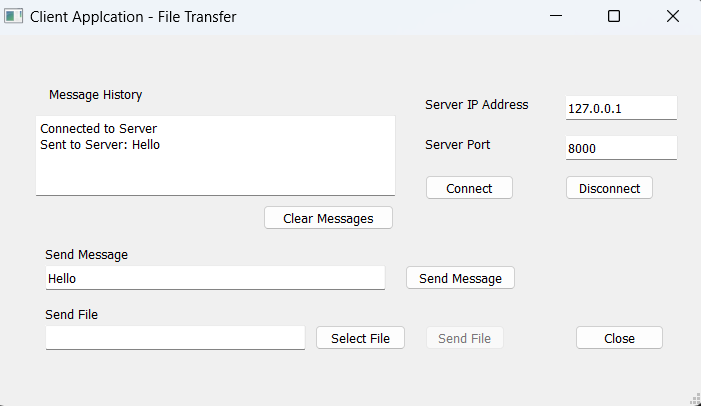 Client Applcation - File Transfer
Message History
Connected to Server
Sent to Server: Hello
Clear Messages
Server IP Address
127.0.0.1
Server Port
8000
Connect
Disconnect
Send Message
Hello
Send Message
Send File
Select File
Send File
Close